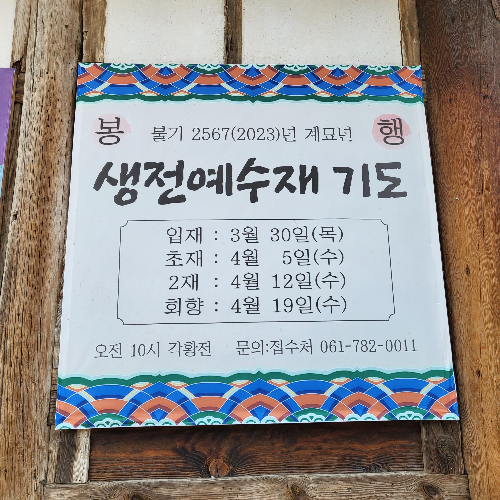 봉 불기 2567(2023)년 계묘년 행
생전예수재 기도
입재 : 3월 30일(목)
초재 : 4월 5일(수)
2재 : 4월 12일(수)
회향 : 4월 19일(수)
오전 10시 각황전 문의:접수처 061-782-0011